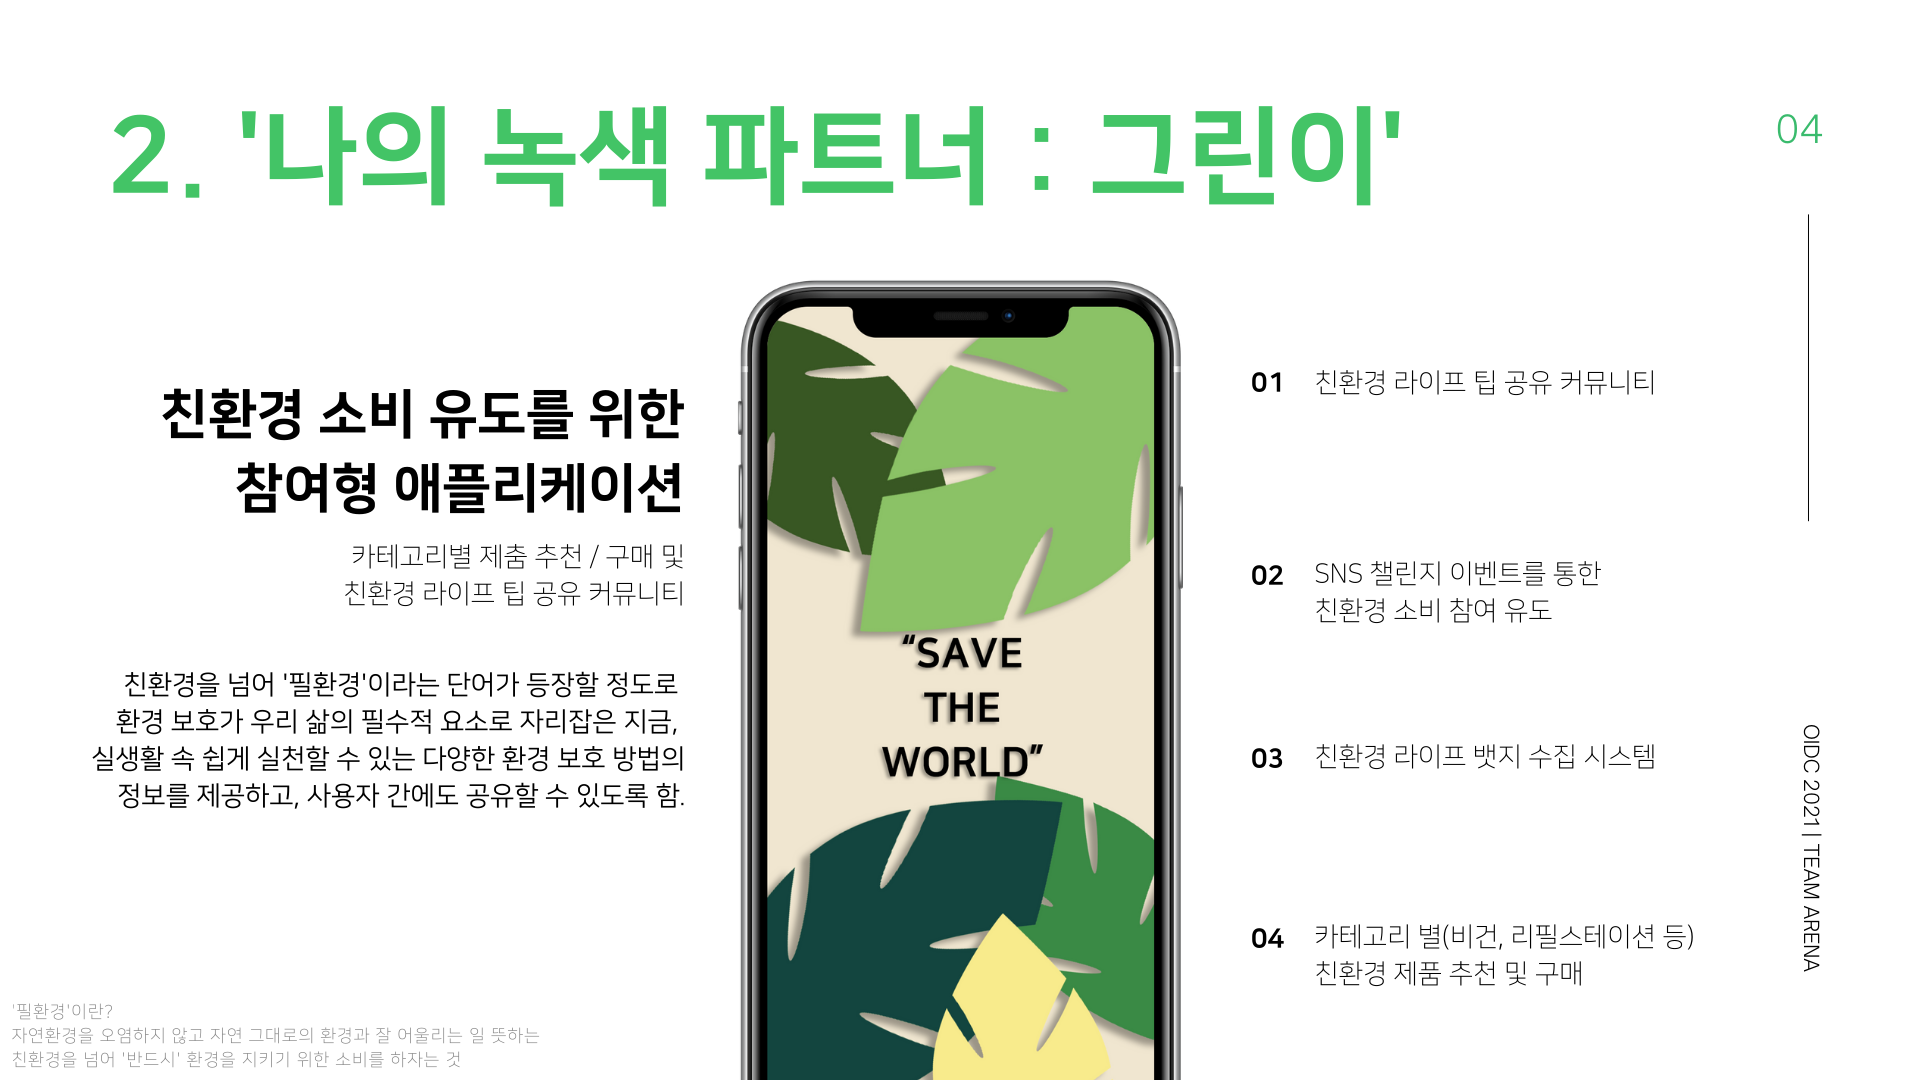 2. '나의 녹색 파트너 : 그린이'
04
친환경 소비 유도를 위한
참여형 애플리케이션
카테고리별 제춤 추천 / 구매 및
친환경 라이프 팁 공유 커뮤니티
친환경을 넘어 '필환경'이라는 단어가 등장할 정도로
환경 보호가 우리 삶의 필수적 요소로 자리잡은 지금,
실생활 속 쉽게 실천할 수 있는 다양한 환경 보호 방법의
정보를 제공하고, 사용자 간에도 공유할 수 있도록 함.
'필환경'이란?
자연환경을 오염하지 않고 자연 그대로의 환경과 잘 어울리는 일 뜻하는
친환경을 넘어 '반드시' 환경을 지키기 위한 소비를 하자는 것
“SAVE
THE
WORLD”
01 친환경 라이프 팁 공유 커뮤니티
02 SNS 챌린지 이벤트를 통한
친환경 소비 참여 유도
03 친환경 라이프 뱃지 수집 시스템
04 카테고리 별(비건, 리필스테이션 등)
친환경 제품 추천 및 구매
OIDC 2021 | TEAM ARENA